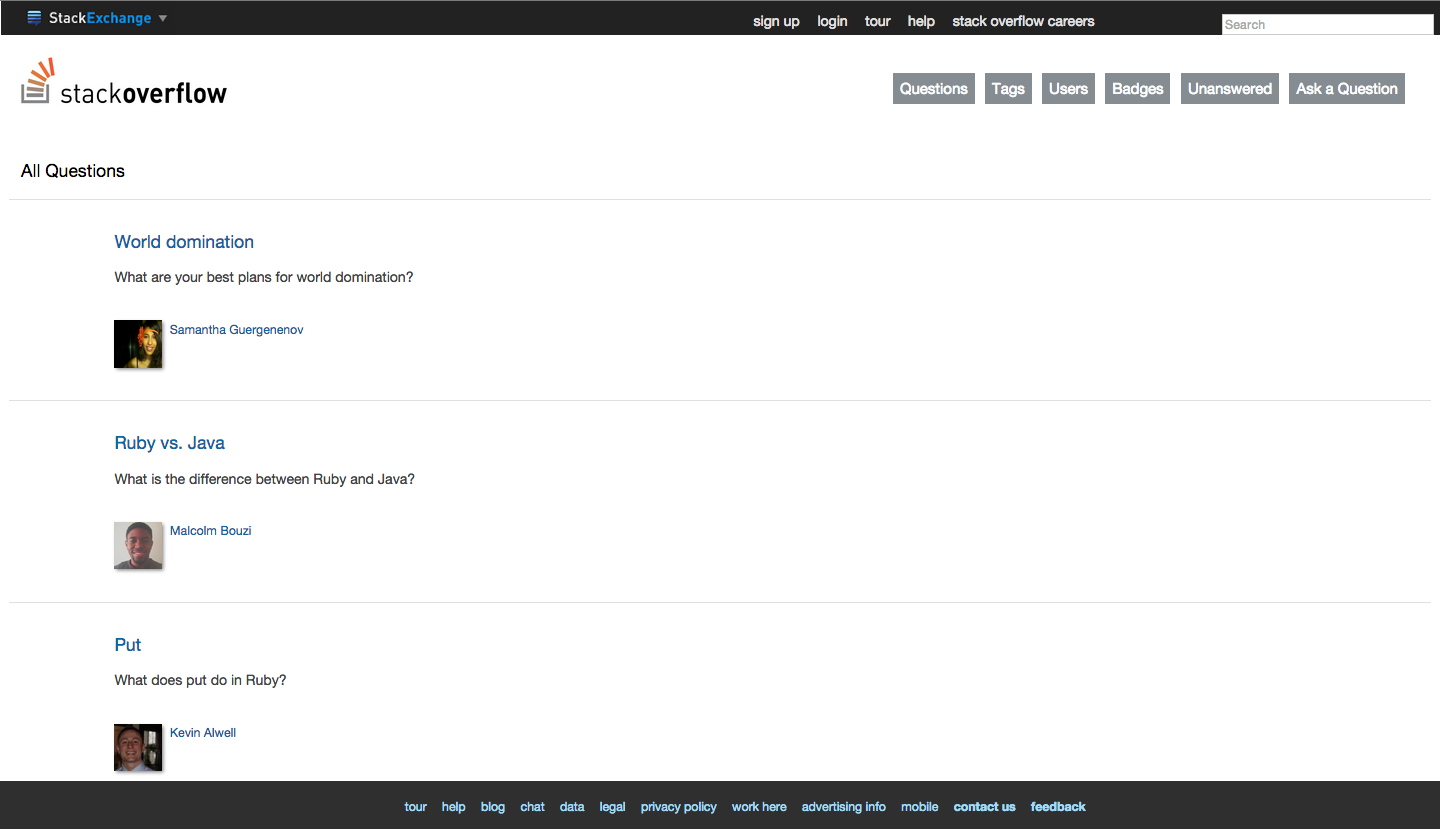 StackExchange
sign up login tour help stack overflow careers
Search
stackoverflow
Questions Tags Users Badges Unanswered Ask a Question
All Questions
World domination
What are your best plans for world domination?
Samantha Guergenenov
Ruby vs. Java
What is the difference between Ruby and Java?
Malcolm Bouzi
Put
What does put do in Ruby?
Kevin Alwell
tour help blog chat data legal privacy policy work here advertising info mobile contact us feedback